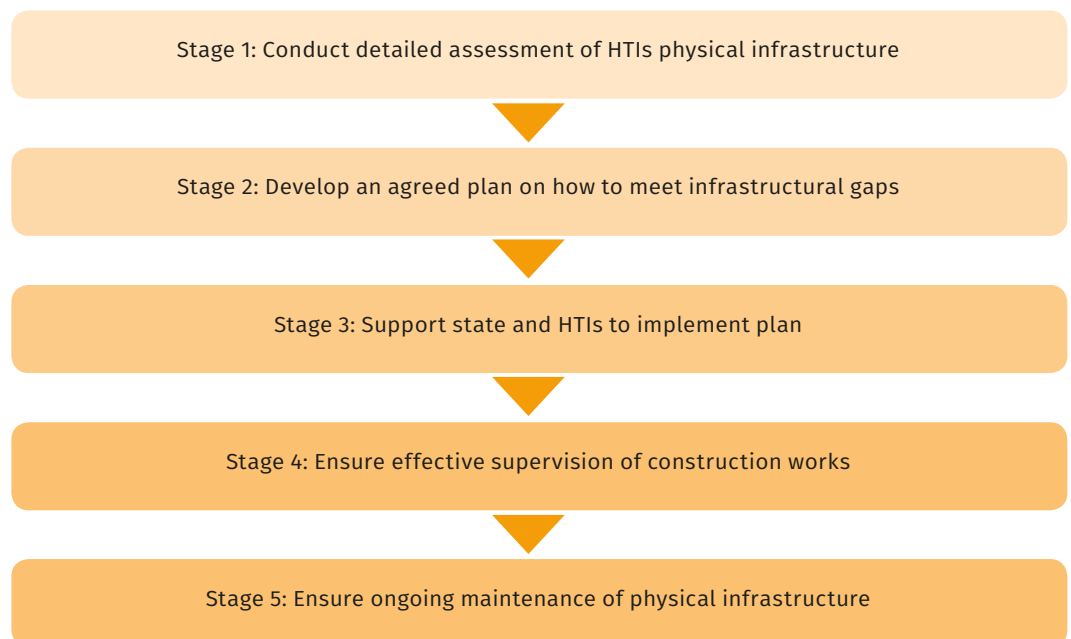 Stage 1: Conduct detailed assessment of HTIs physical infrastructure
Stage 2: Develop an agreed plan on how to meet infrastructural gaps
Stage 3: Support state and HTIs to implement plan
Stage 4: Ensure effective supervision of construction works
Stage 5: Ensure ongoing maintenance of physical infrastructure